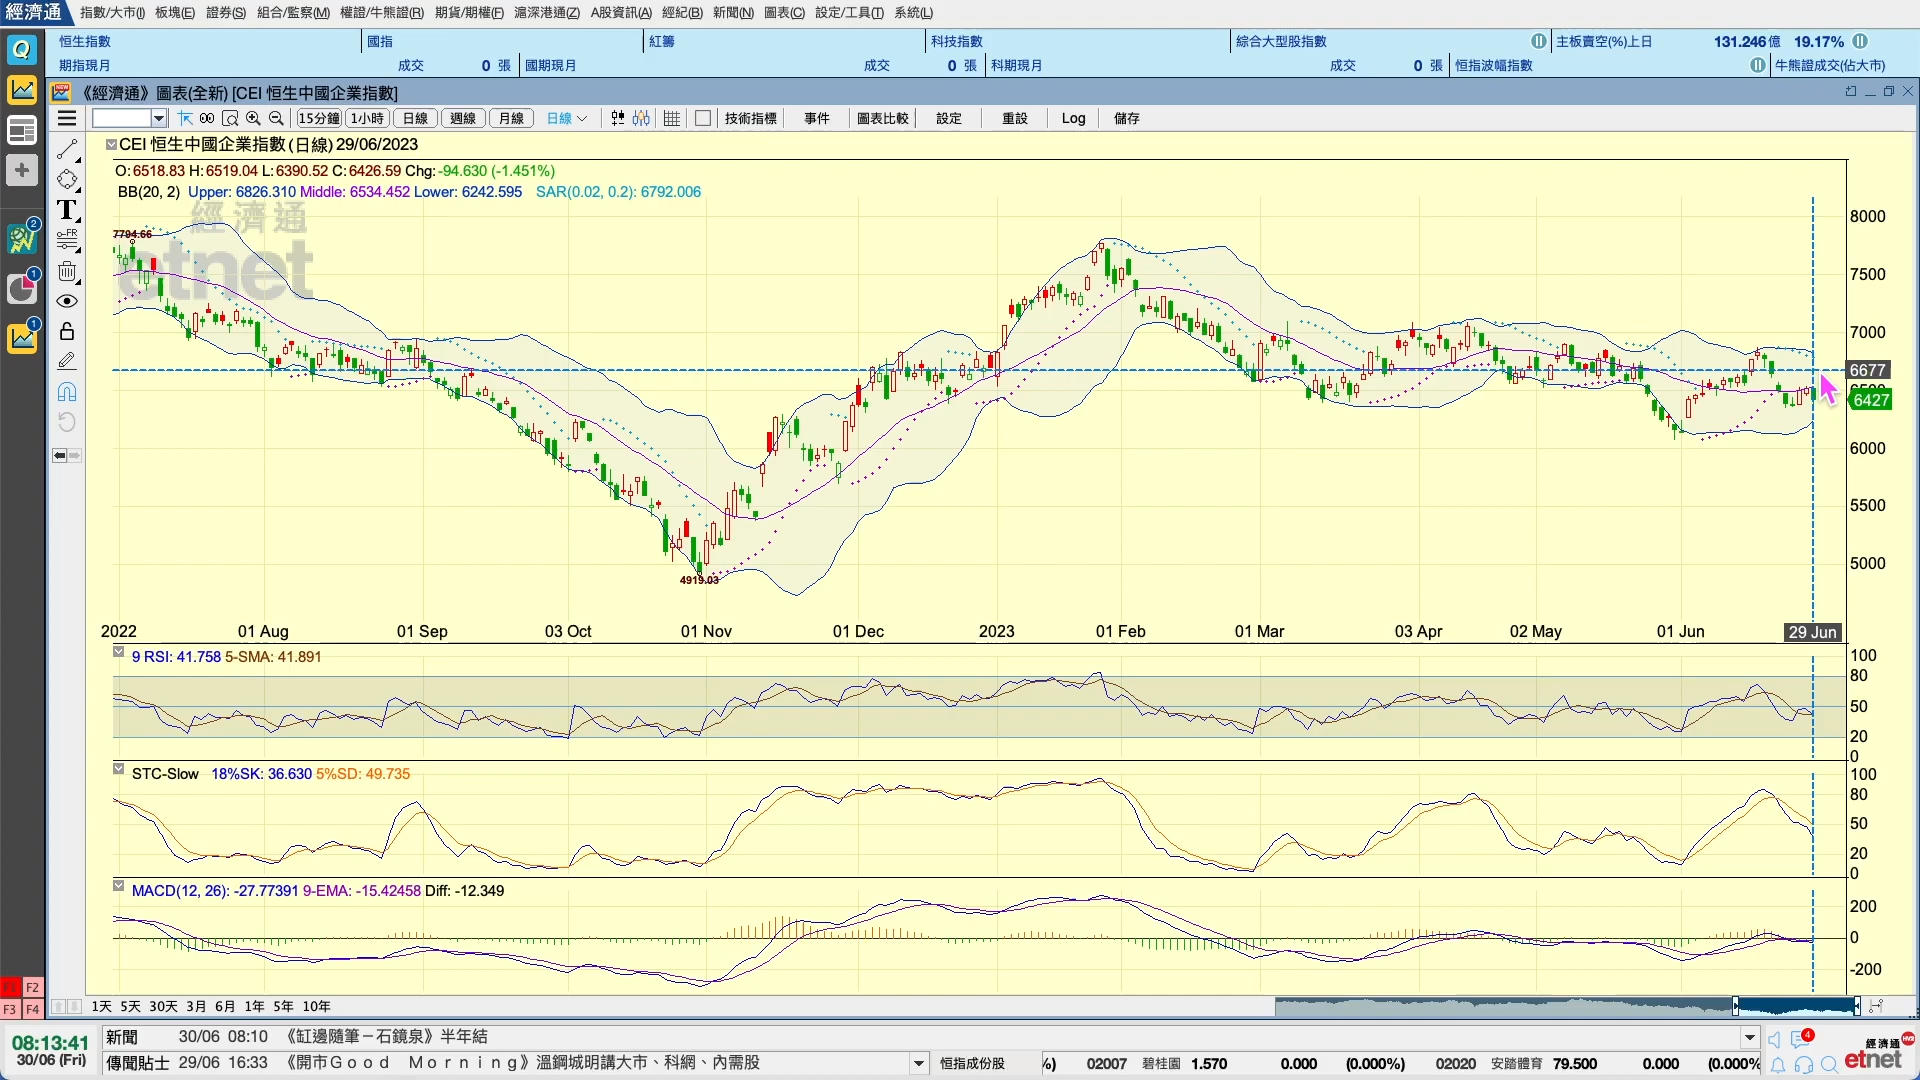 經濟通 指數/大市(I) 板塊(E) 證券(S) 組合/監察(M) 權證/牛熊證(R) 期貨/期權(F) 滬深港通(Z) A股資訊(A) 經紀(B) 新聞(N) 圖表(C) 設定/工具(T) 系統(L)
恒生指數 國指 紅籌 科技指數 綜合大型股指數 主板賣空(%)上日 131.246億 19.17%
期指現月 成交 0 張 國期現月 成交 0 張 科期現月 成交 0 張 恒指波幅指數 牛熊證成交(佔大市)
《經濟通》圖表(全新) [CEI 恒生中國企業指數]
15分鐘 1小時 日線 週線 月線 日線 技術指標 事件 圖表比較 設定 重設 Log 儲存
CEI 恒生中國企業指數(日線) 29/06/2023
O:6518.83 H:6519.04 L:6390.52 C:6426.59 Chg:-94.630 (-1.451%)
BB(20, 2) Upper: 6826.310 Middle: 6534.452 Lower: 6242.595 SAR(0.02, 0.2): 6792.006
經濟通
etnet
7794.66
4919.03
8000
7500
7000
6677
6427
6000
5500
5000
2022 01 Aug 01 Sep 03 Oct 01 Nov 01 Dec 2023 01 Feb 01 Mar 03 Apr 02 May 01 Jun 29 Jun
9 RSI: 41.758 5-SMA: 41.891
100
80
50
20
0
STC-Slow 18%SK: 36.630 5%SD: 49.735
100
80
50
20
0
MACD(12, 26): -27.77391 9-EMA: -15.42458 Diff: -12.349
200
0
-200
1天 5天 30天 3月 6月 1年 5年 10年
Q
T
FR
2
1
1
F1 F2
F3 F4
08:13:41
30/06 (Fri)
新聞 30/06 08:10 《缸邊隨筆－石鏡泉》半年結
傳聞貼士 29/06 16:33 《開市Ｇｏｏｄ　Ｍｏｒｎｉｎｇ》溫鋼城明講大市、科網、內需股
恒指成份股 %) 02007 碧桂園 1.570 0.000 (0.000%) 02020 安踏體育 79.500 0.000 (0.000%
4
經濟通
etnet